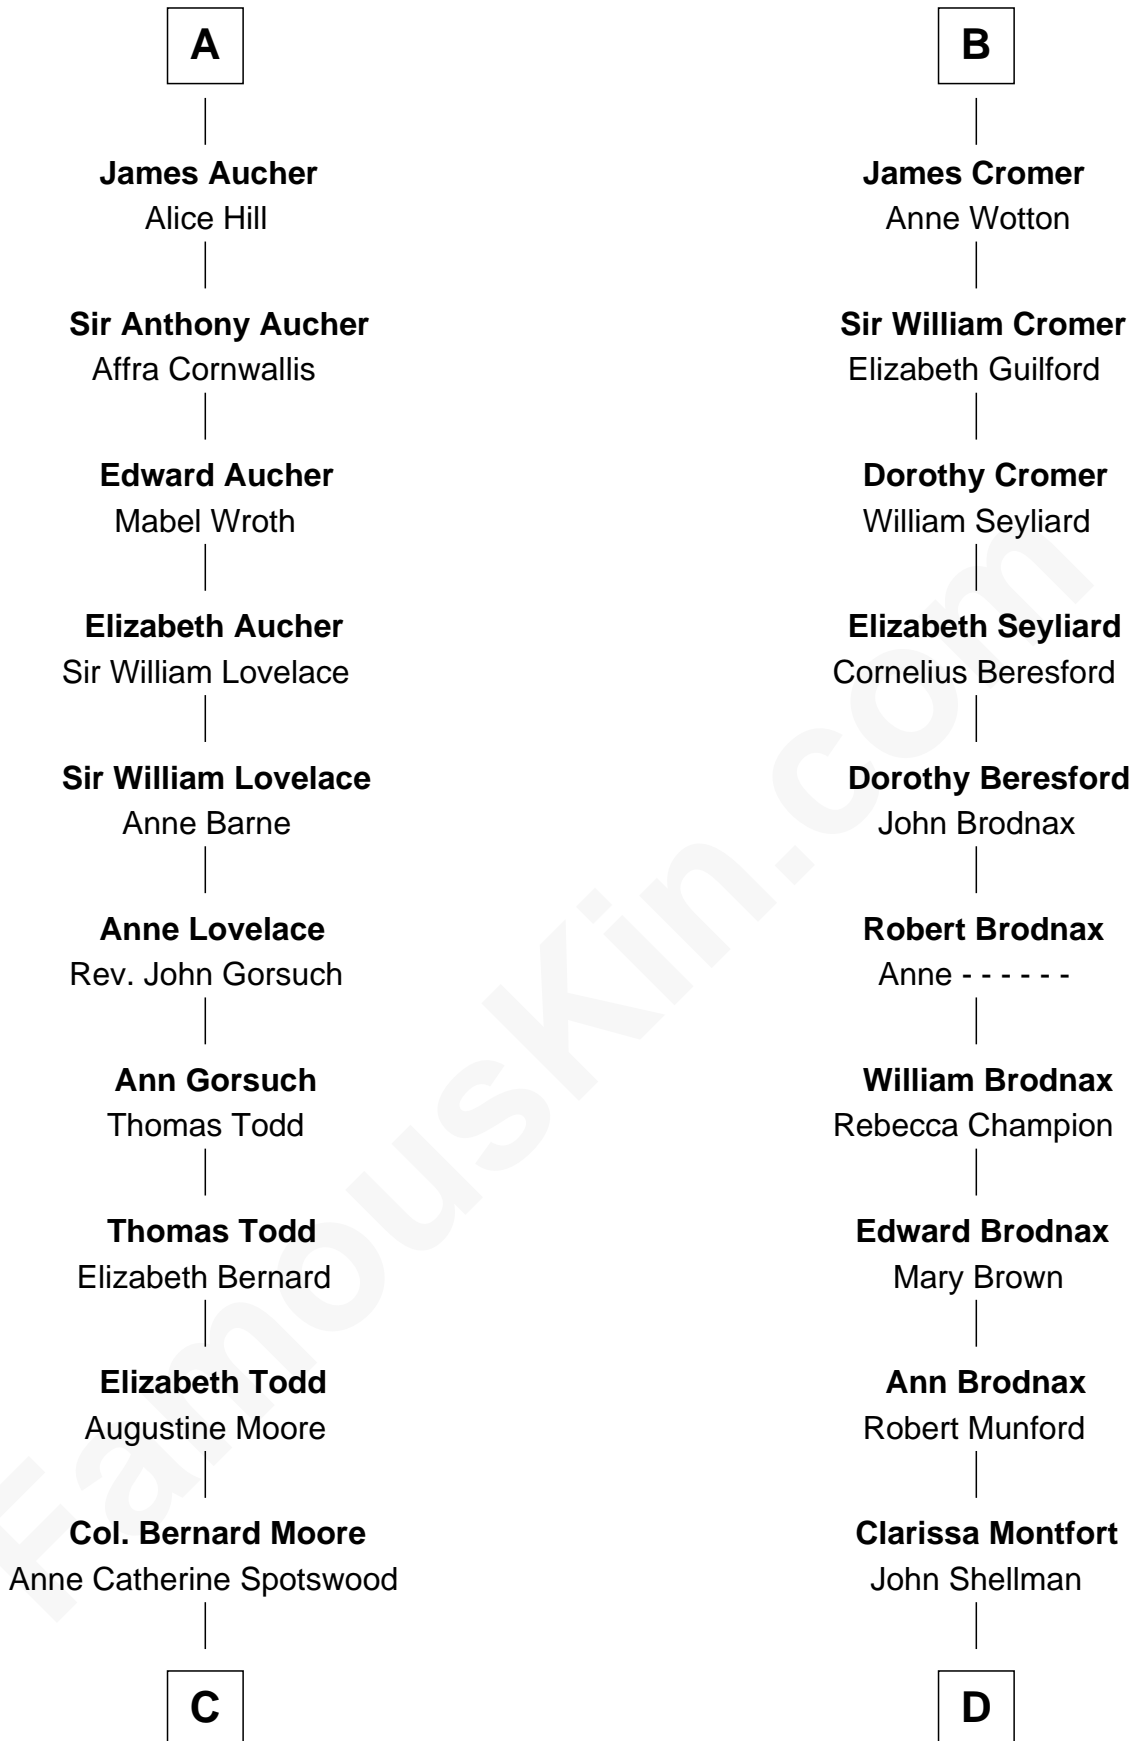 A
James Aucher
Alice Hill
Sir Anthony Aucher
Affra Cornwallis
Edward Aucher
Mabel Wroth
Elizabeth Aucher
Sir William Lovelace
Sir William Lovelace
Anne Barne
Anne Lovelace
Rev. John Gorsuch
Ann Gorsuch
Thomas Todd
Thomas Todd
Elizabeth Bernard
Elizabeth Todd
Augustine Moore
Col. Bernard Moore
Anne Catherine Spotswood
C
B
James Cromer
Anne Wotton
Sir William Cromer
Elizabeth Guilford
Dorothy Cromer
William Seyliard
Elizabeth Seyliard
Cornelius Beresford
Dorothy Beresford
John Brodnax
Robert Brodnax
Anne - - - - - -
William Brodnax
Rebecca Champion
Edward Brodnax
Mary Brown
Ann Brodnax
Robert Munford
Clarissa Montfort
John Shellman
D
FamousKin.com